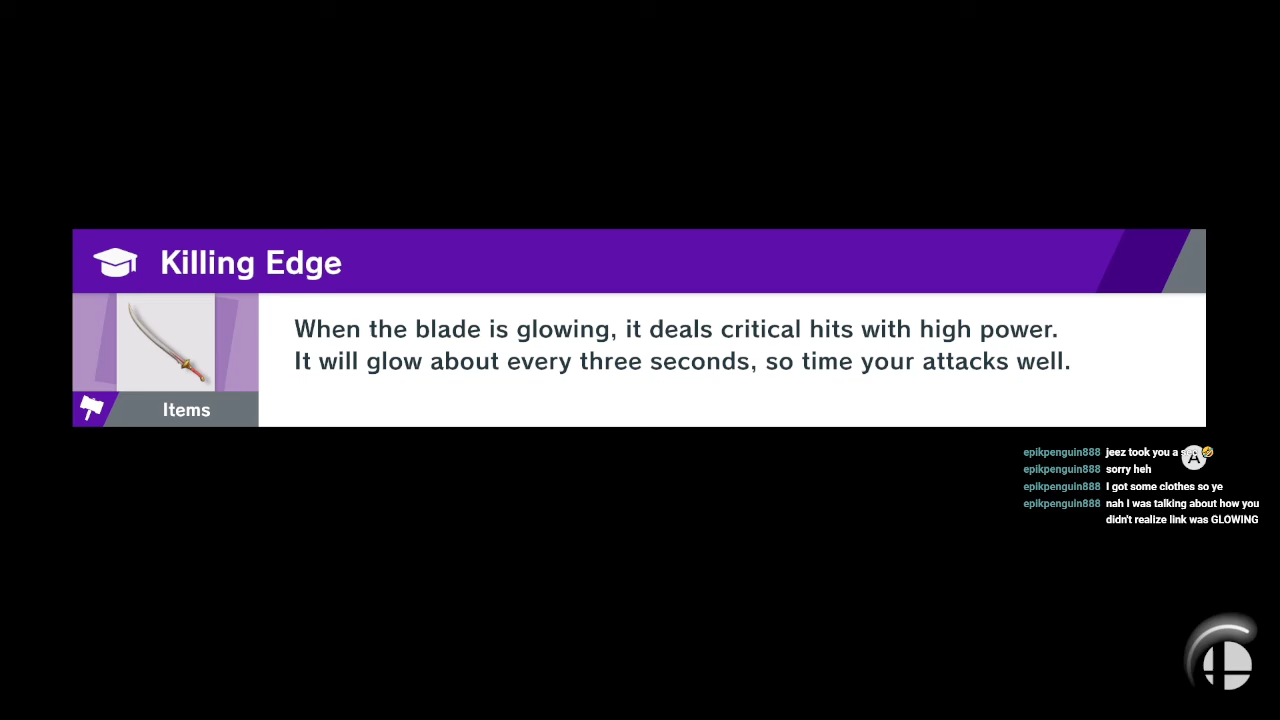 Killing Edge
When the blade is glowing, it deals critical hits with high power.
It will glow about every three seconds, so time your attacks well.
Items
epikpenguin888 jeez took you a
A
epikpenguin888 sorry heh
epikpenguin888 I got some clothes so ye
epikpenguin888 nah I was talking about how you
didn't realize link was GLOWING